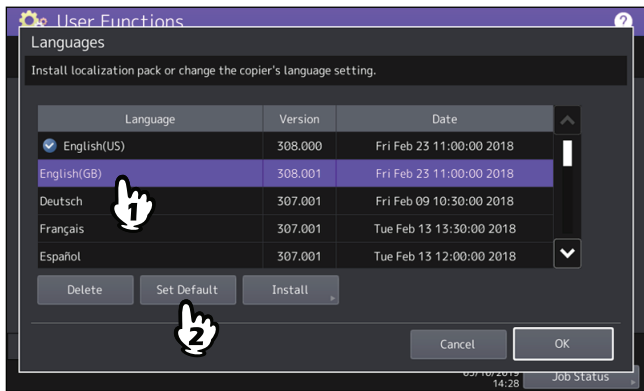 User Functions ?
Languages
Install localization pack or change the copier's language setting.
Language Version Date
English(US) 308.000 Fri Feb 23 11:00:00 2018
English(GB) 308.001 Fri Feb 23 11:00:00 2018
Deutsch 307.001 Fri Feb 09 10:30:00 2018
Français 307.001 Tue Feb 13 13:30:00 2018
Español 307.001 Tue Feb 13 12:00:00 2018
1
Delete Set Default Install
2
Cancel OK
14:28 Job Status